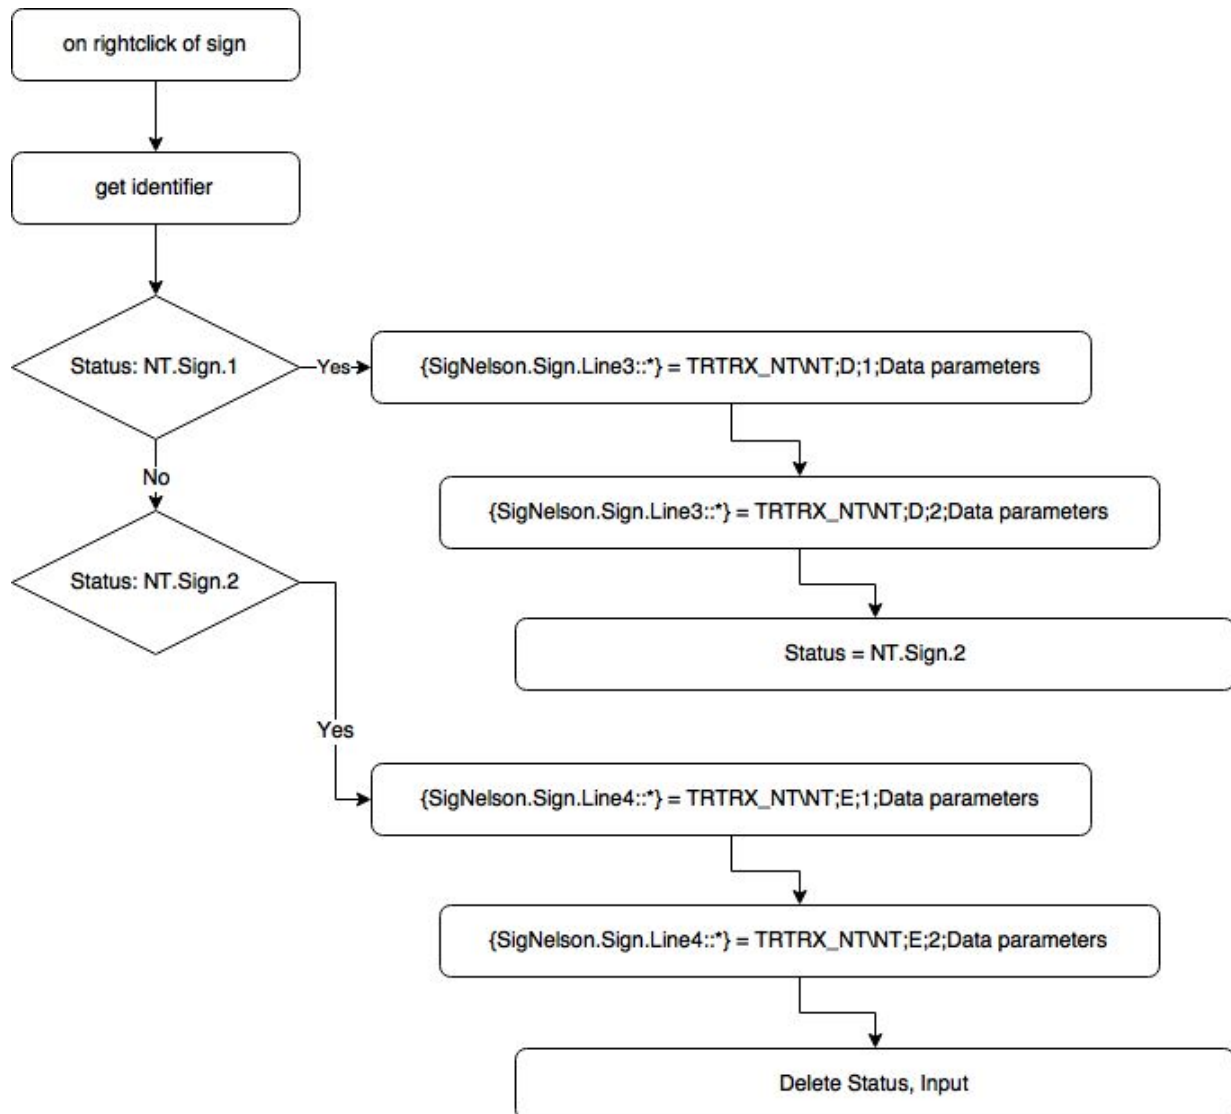 on rightclick of sign
get identifier
Status: NT.Sign.1
Yes
{SigNelson.Sign.Line3::*} = TRTRX_NT\NT;D;1;Data parameters
No
{SigNelson.Sign.Line3::*} = TRTRX_NT\NT;D;2;Data parameters
Status: NT.Sign.2
Status = NT.Sign.2
Yes
{SigNelson.Sign.Line4::*} = TRTRX_NT\NT;E;1;Data parameters
{SigNelson.Sign.Line4::*} = TRTRX_NT\NT;E;2;Data parameters
Delete Status, Input